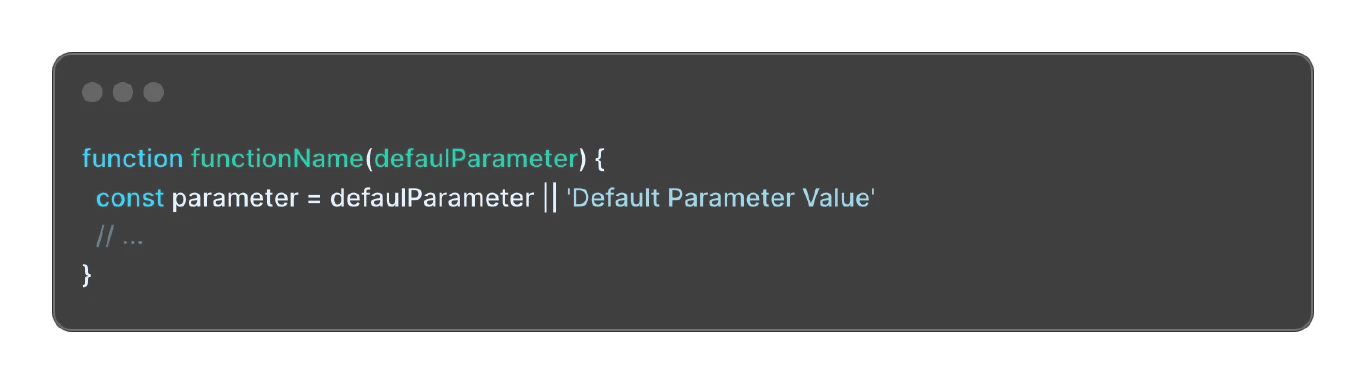 function functionName(defaulParameter) {
const parameter = defaulParameter || 'Default Parameter Value'
// ...
}